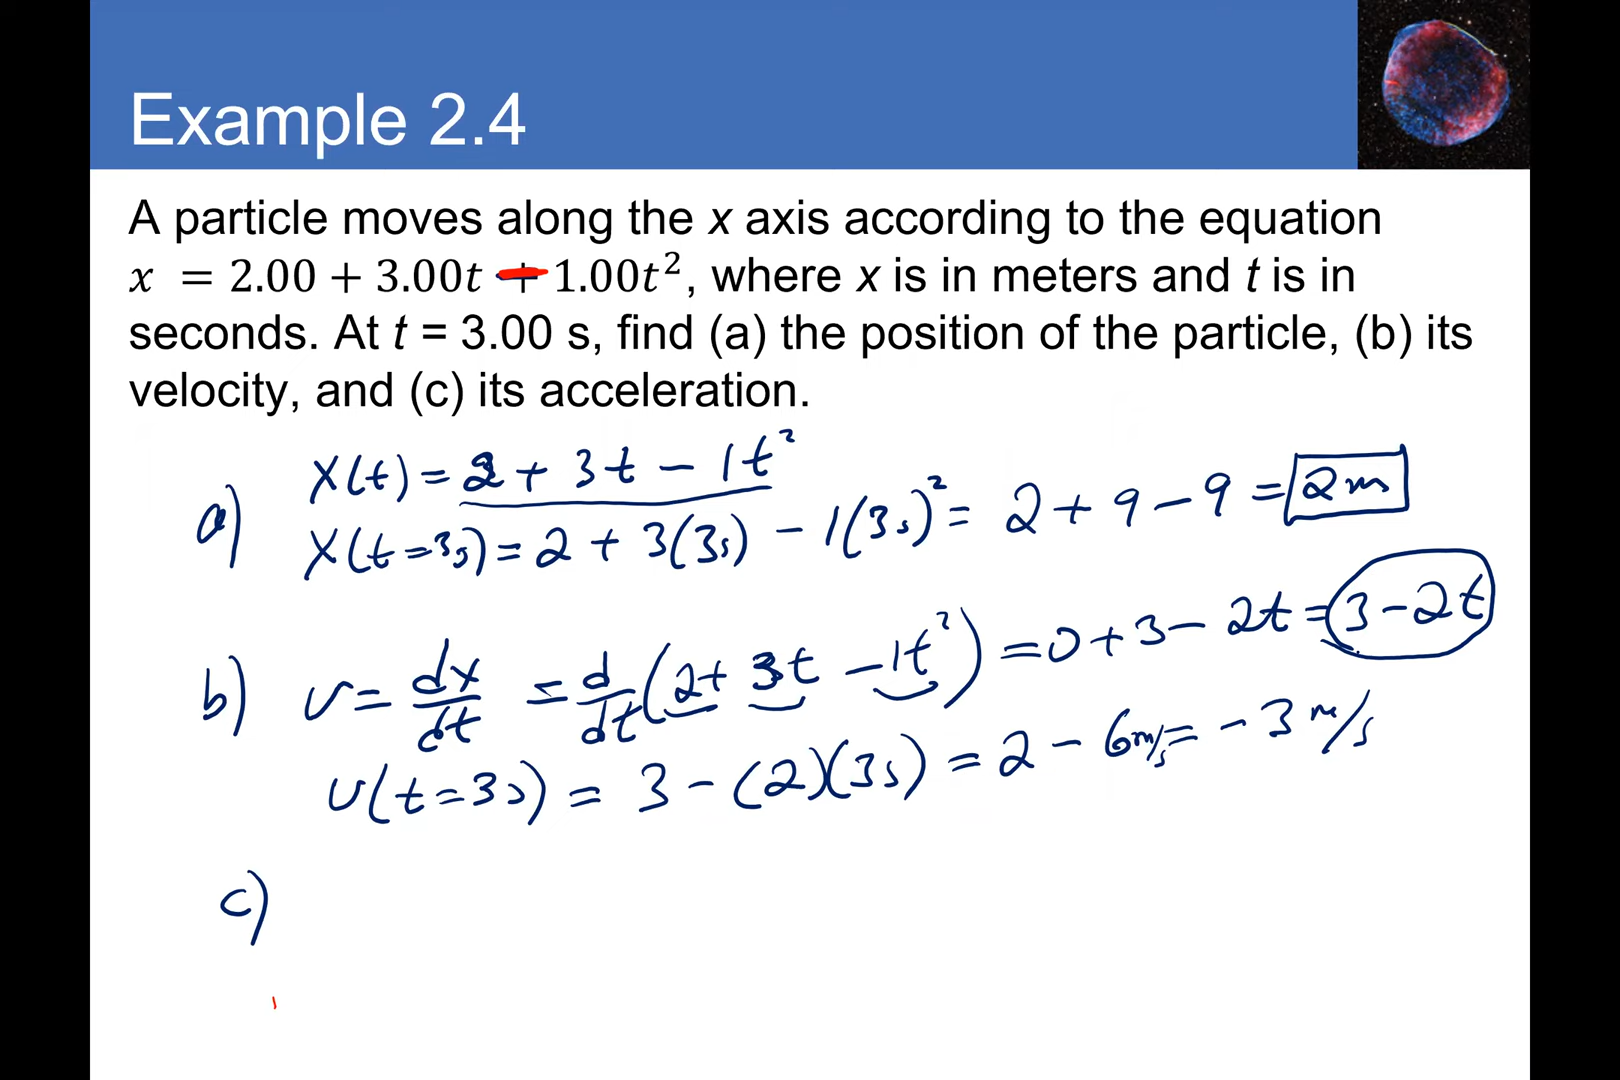 Example 2.4
A particle moves along the x axis according to the equation
x = 2.00 + 3.00t − 1.00t², where x is in meters and t is in
seconds. At t = 3.00 s, find (a) the position of the particle, (b) its
velocity, and (c) its acceleration.
a) x(t) = 2 + 3t − 1t²
x(t=3s) = 2 + 3(3s) − 1(3s)² = 2 + 9 − 9 = 2m
b) v = dx/dt = d/dt(2 + 3t − 1t²) = 0 + 3 − 2t = 3 − 2t
v(t=3s) = 3 − (2)(3s) = 2 − 6m/s = −3 m/s
c)